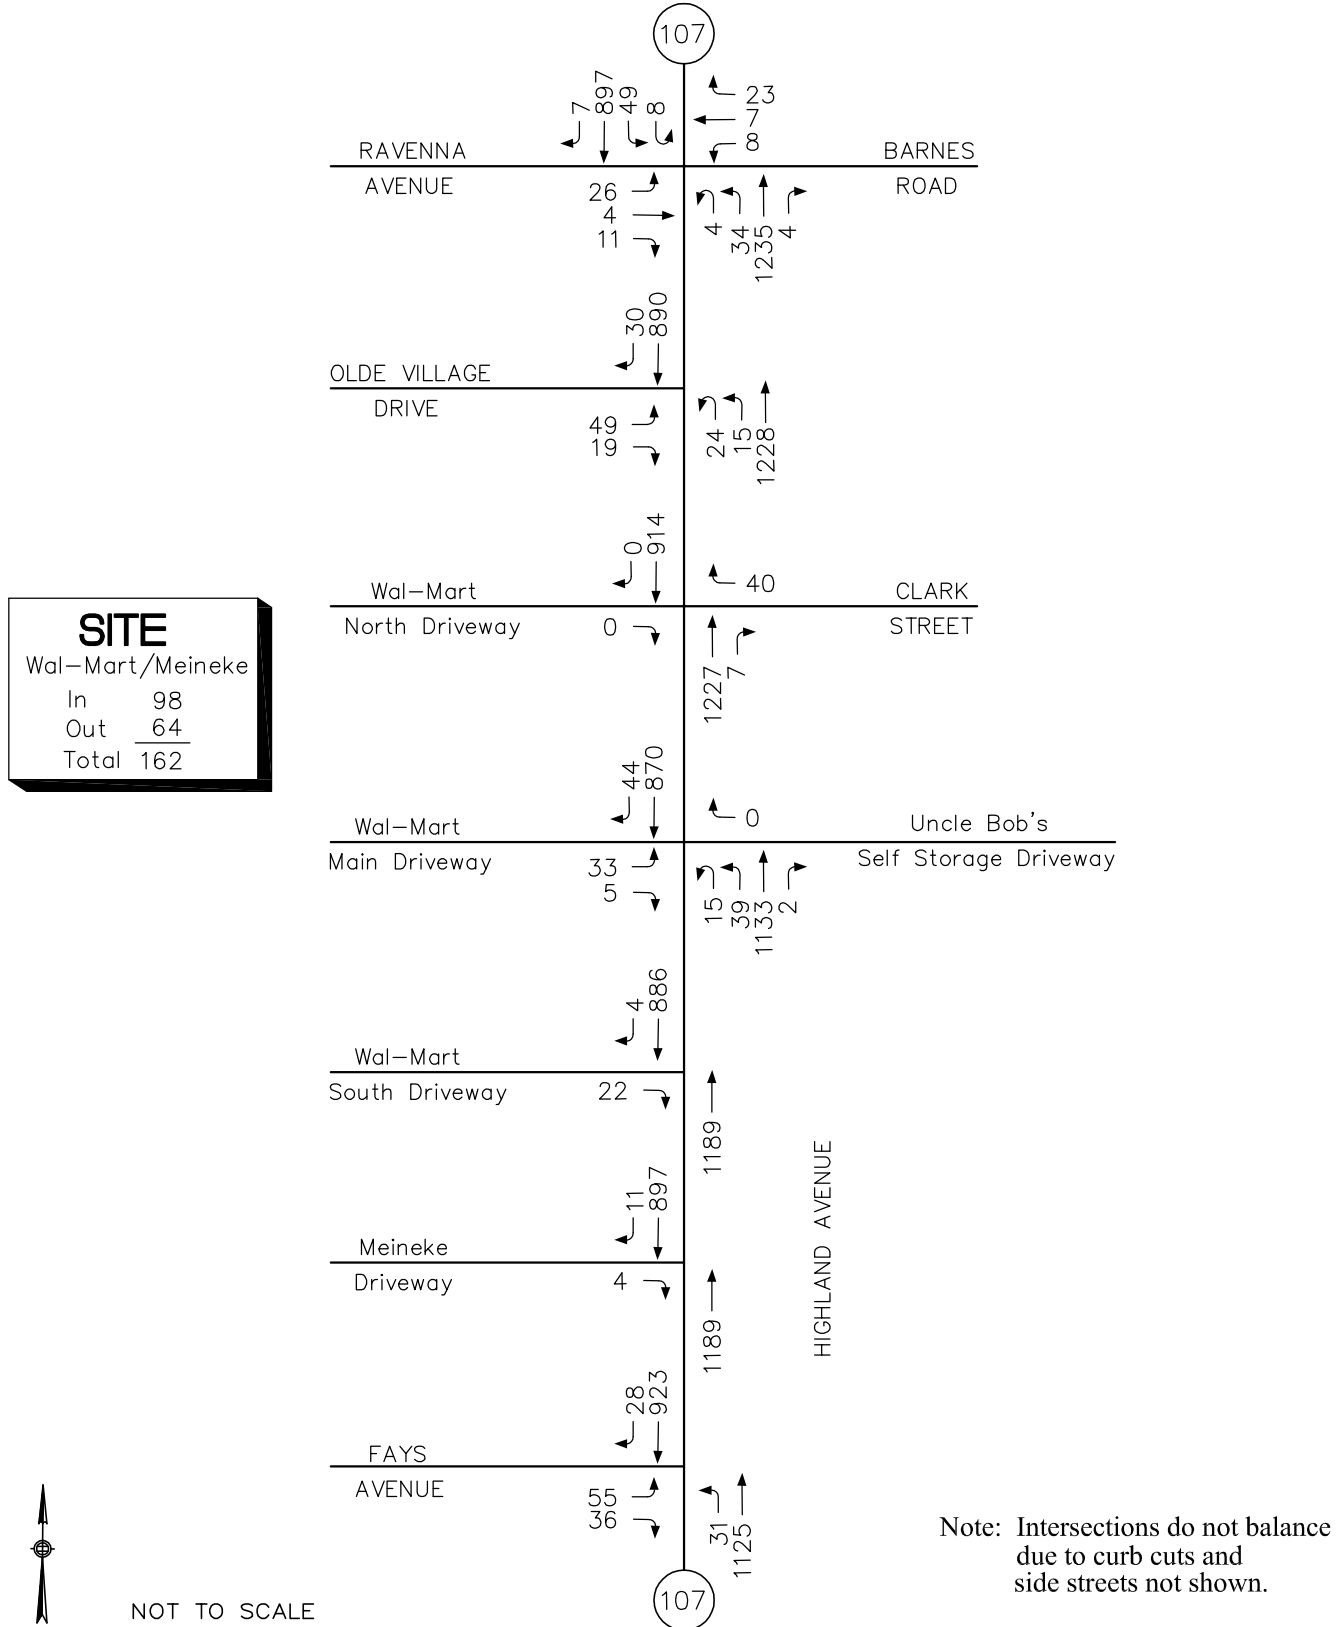 107
7
897
49
8
23
7
8
RAVENNA
AVENUE
BARNES
ROAD
26
4
11
4
34
1235
4
30
890
OLDE VILLAGE
DRIVE
49
19
24
15
1228
0
914
40
Wal-Mart
North Driveway
CLARK
STREET
0
1227
7
SITE
Wal-Mart/Meineke
In 98
Out 64
Total 162
44
870
0
Wal-Mart
Main Driveway
Uncle Bob's
Self Storage Driveway
33
5
15
39
1133
2
4
886
Wal-Mart
South Driveway
22
1189
11
897
Meineke
Driveway
4
1189
HIGHLAND AVENUE
28
923
FAYS
AVENUE
55
36
31
1125
107
NOT TO SCALE
Note: Intersections do not balance
due to curb cuts and
side streets not shown.